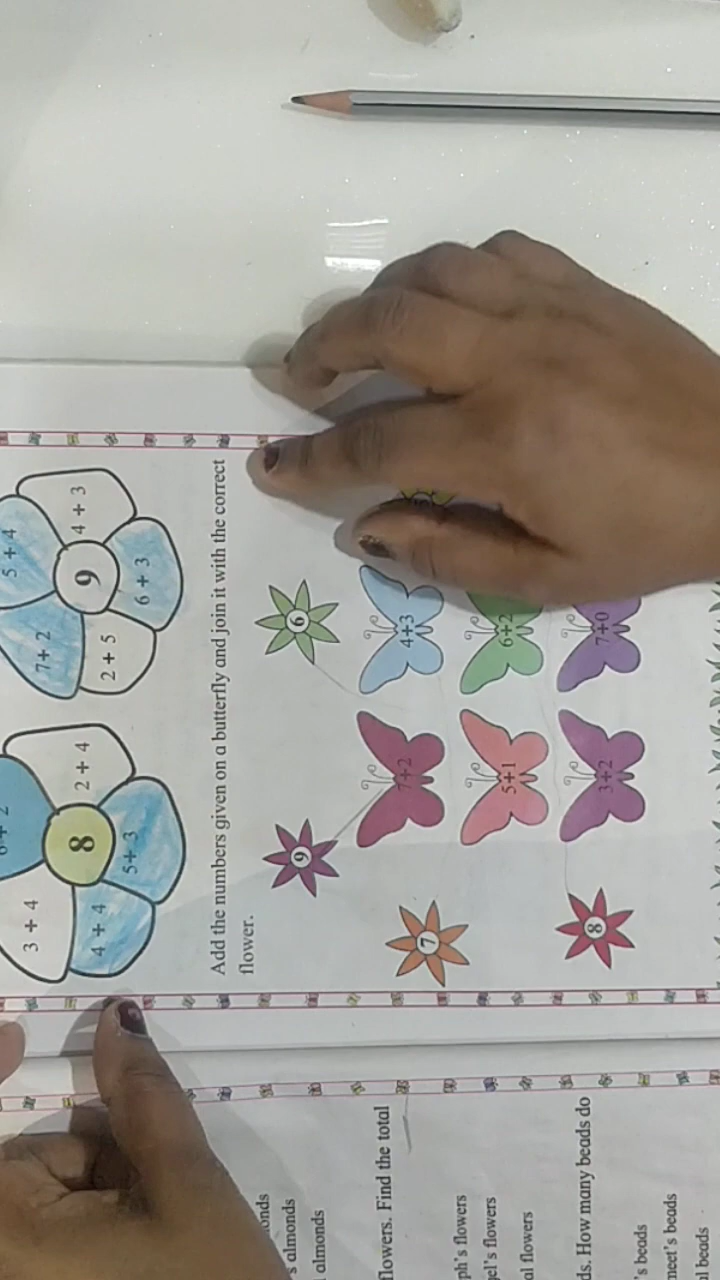 onds
s almonds
almonds
flowers. Find the total
ph's flowers
el's flowers
al flowers
ds. How many beads do
s beads
neet's beads
l beads
3 + 4
8
2 + 4
4 + 4
5+ 3
7+ 2
5 + 4
9
4 + 3
2 + 5
6 + 3
Add the numbers given on a butterfly and join it with the correct
flower.
9
6
7
7+2
4+3
5+1
6+2
8
3+2
7+0